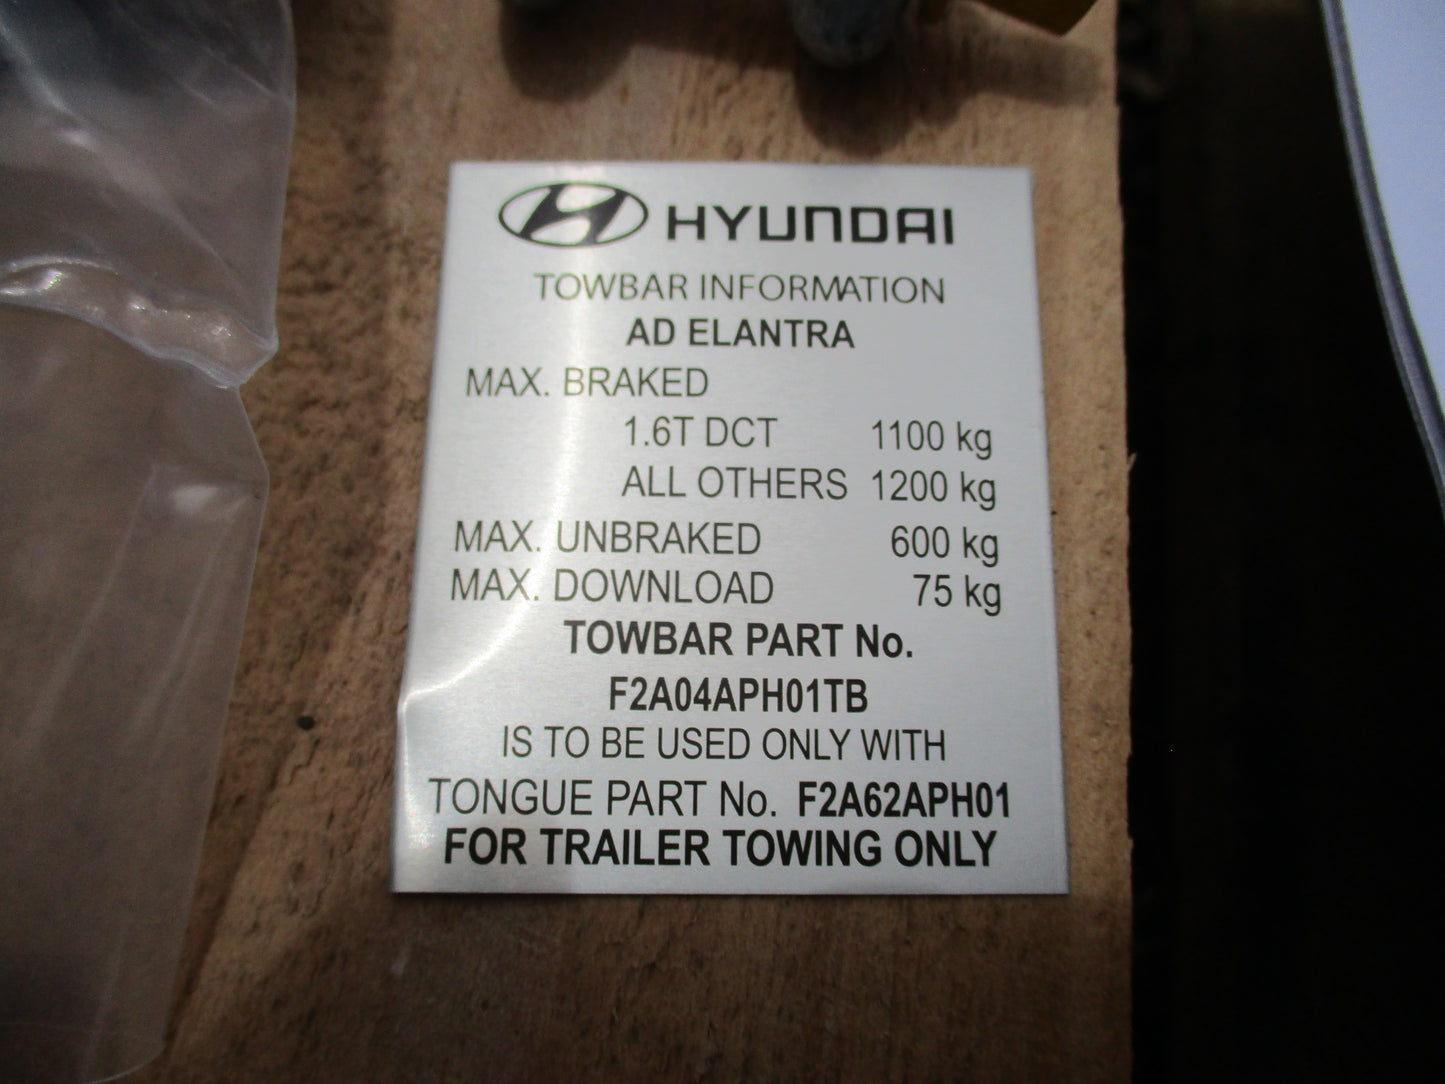 HYUNDAI
TOWBAR INFORMATION
AD ELANTRA
MAX. BRAKED
1.6T DCT 1100 kg
ALL OTHERS 1200 kg
MAX. UNBRAKED 600 kg
MAX. DOWNLOAD 75 kg
TOWBAR PART No.
F2A04APH01TB
IS TO BE USED ONLY WITH
TONGUE PART No. F2A62APH01
FOR TRAILER TOWING ONLY